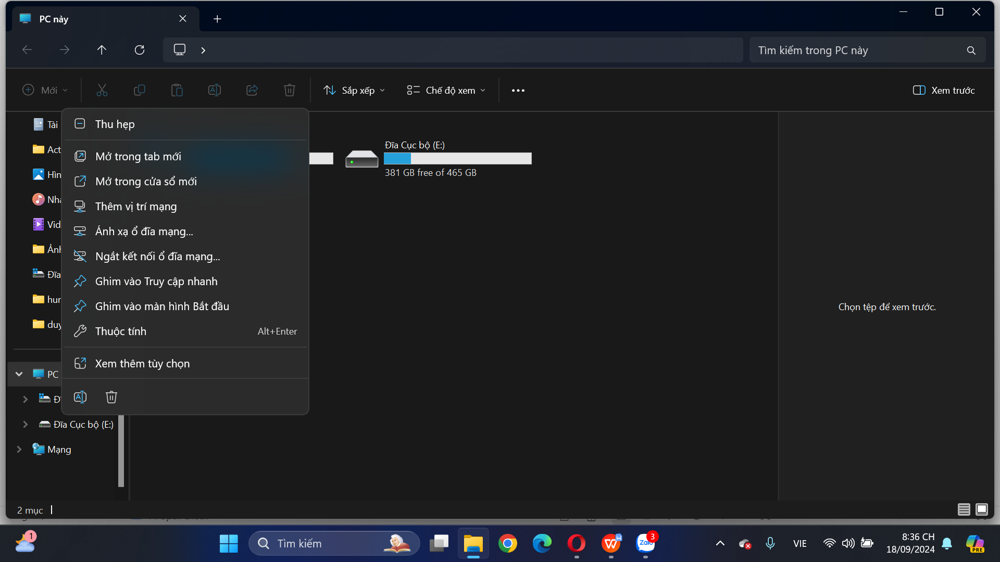 PC này
Tìm kiếm trong PC này
Mới
Sắp xếp
Chế độ xem
Xem trước
Tài
Act
Hìn
Nhạ
Vid
Ảnh
Đĩa
hun
duy
PC
Đĩ
Đĩa Cục bộ (E:)
Mạng
Thu hẹp
Mở trong tab mới
Mở trong cửa sổ mới
Thêm vị trí mạng
Ánh xạ ổ đĩa mạng...
Ngắt kết nối ổ đĩa mạng...
Ghim vào Truy cập nhanh
Ghim vào màn hình Bắt đầu
Thuộc tính Alt+Enter
Xem thêm tùy chọn
Đĩa Cục bộ (E:)
381 GB free of 465 GB
Chọn tệp để xem trước.
2 mục
1
Tìm kiếm
W
Zalo
3
VIE
8:36 CH
18/09/2024
PRE